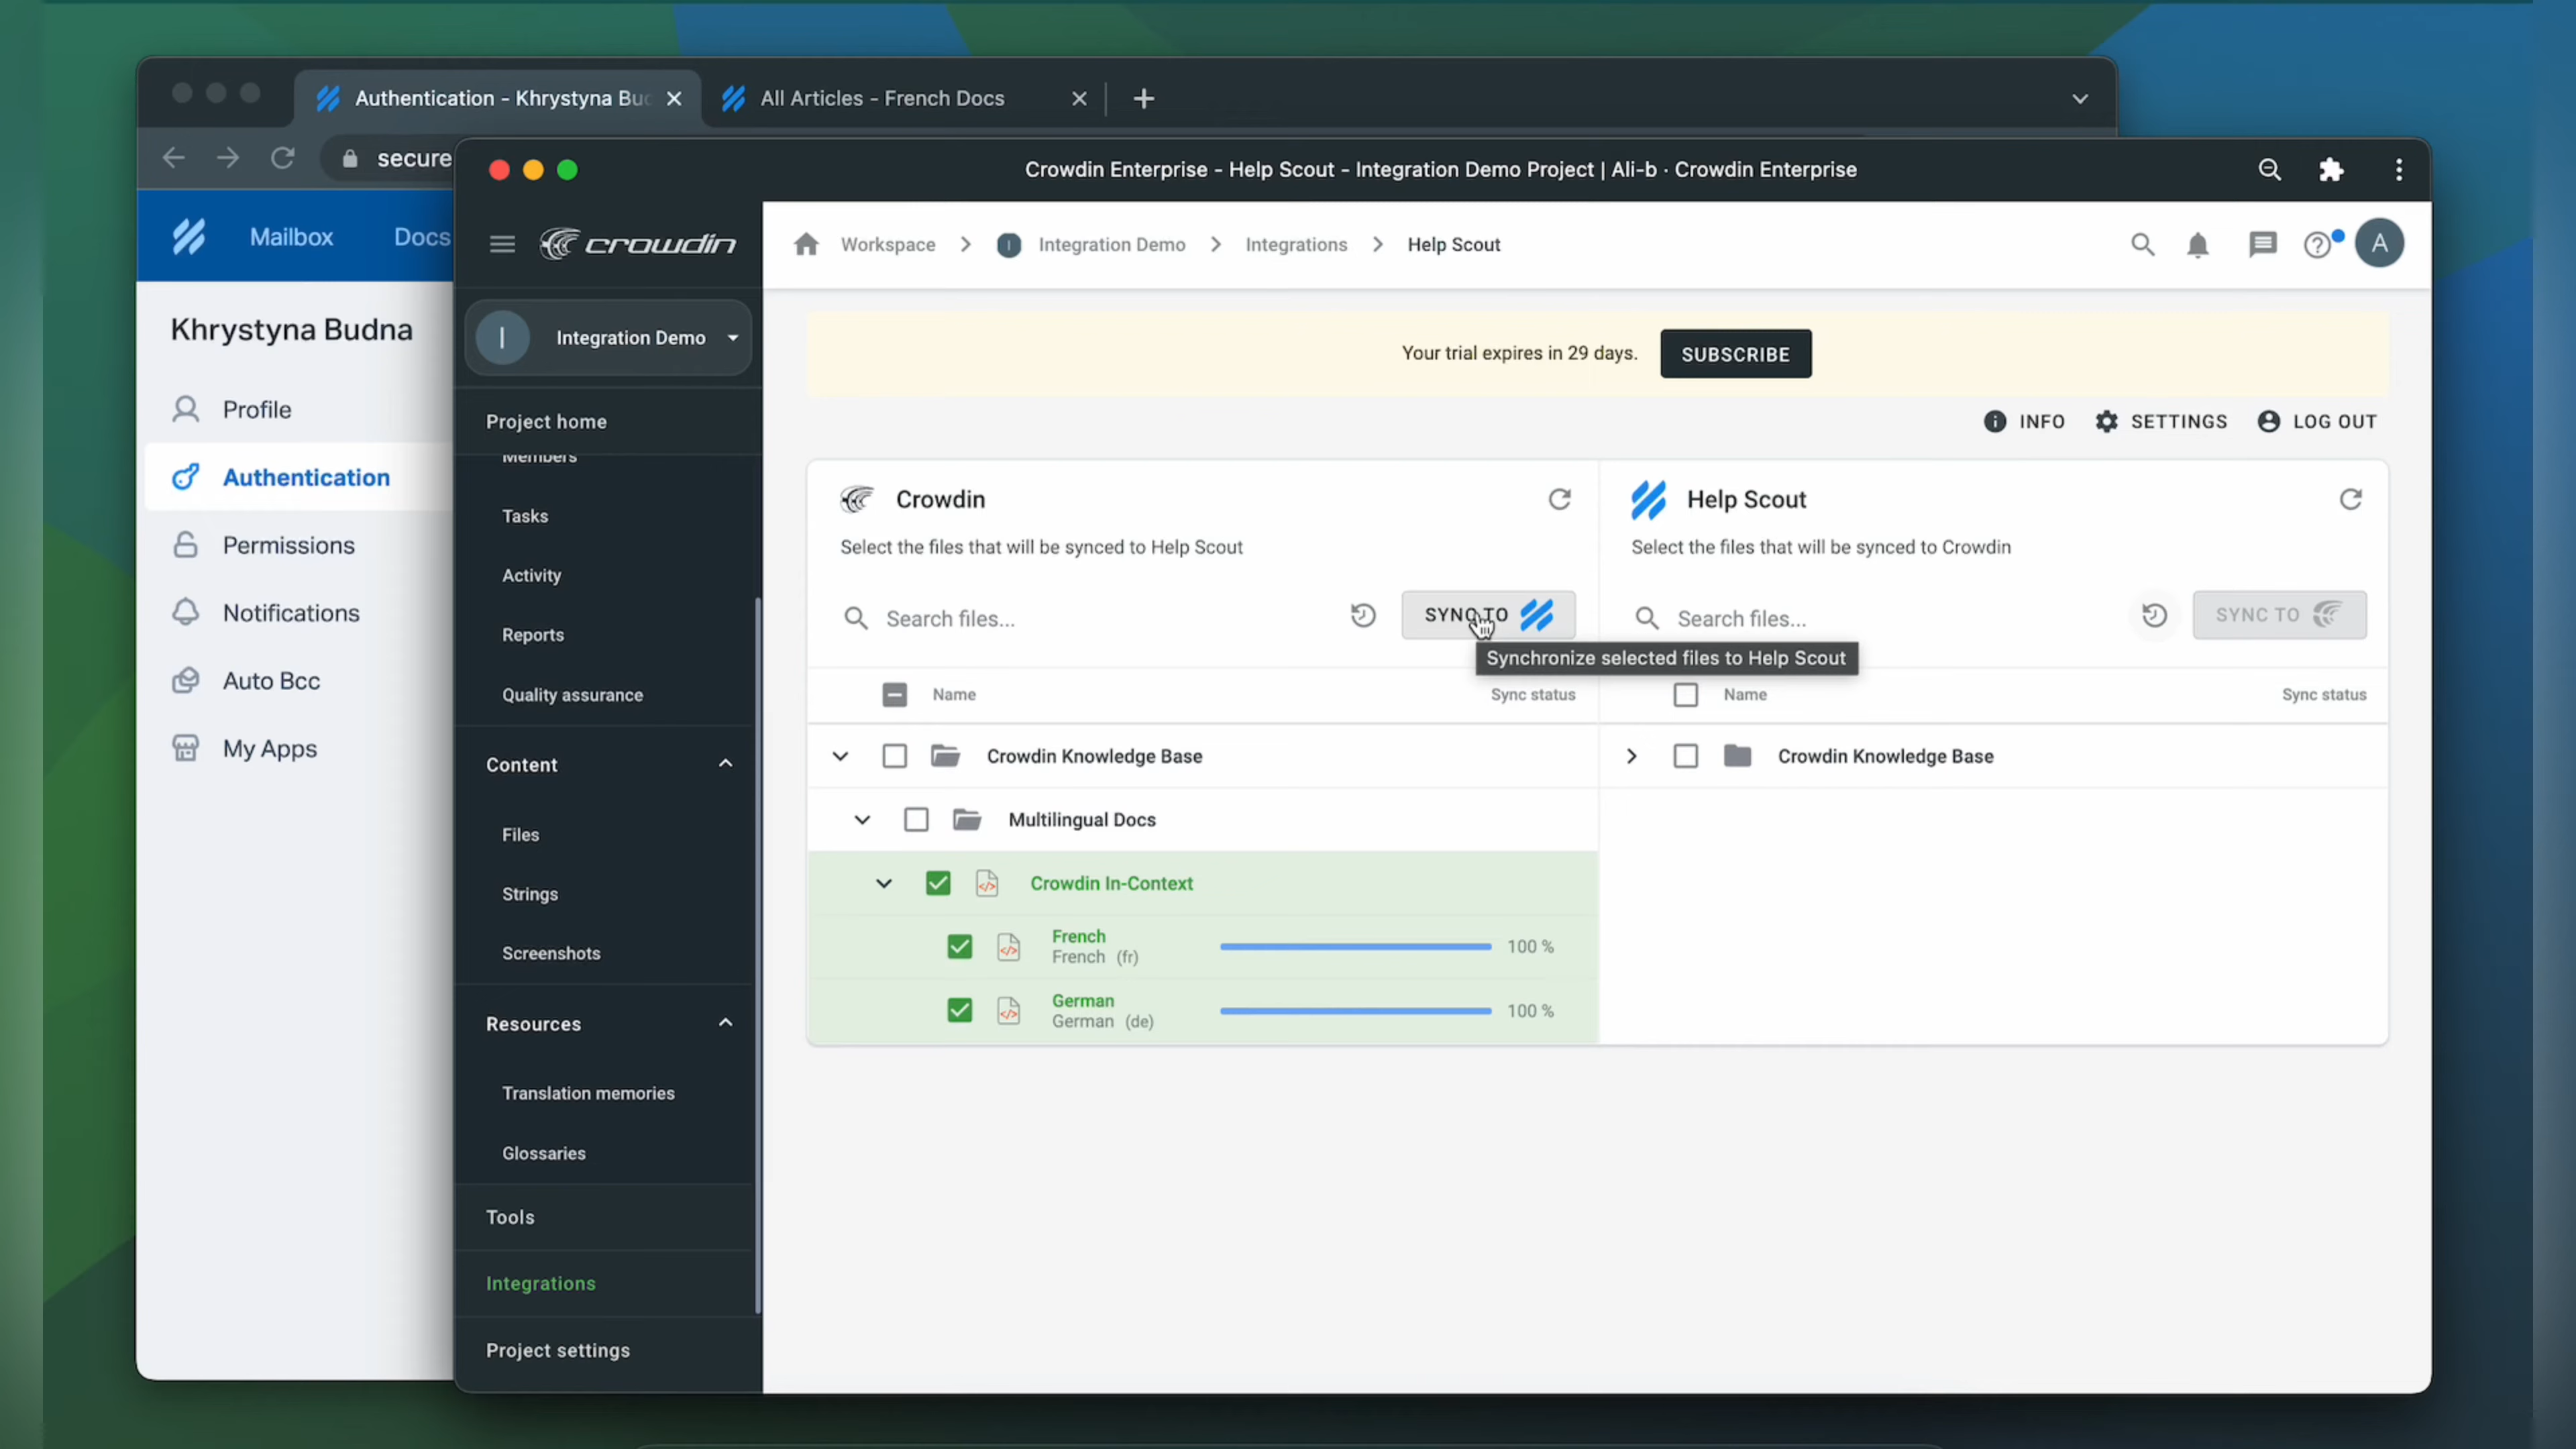 Authentication - Khrystyna Bu
All Articles - French Docs
secure
Crowdin Enterprise - Help Scout - Integration Demo Project | Ali-b · Crowdin Enterprise
Mailbox
Docs
crowdin
Workspace
I
Integration Demo
Integrations
Help Scout
A
Khrystyna Budna
Profile
Authentication
Permissions
Notifications
Auto Bcc
My Apps
I
Integration Demo
Project home
Members
Tasks
Activity
Reports
Quality assurance
Content
Files
Strings
Screenshots
Resources
Translation memories
Glossaries
Tools
Integrations
Project settings
Your trial expires in 29 days.
SUBSCRIBE
INFO
SETTINGS
LOG OUT
Crowdin
Select the files that will be synced to Help Scout
Search files...
SYNC TO
Synchronize selected files to Help Scout
Name
Sync status
Crowdin Knowledge Base
Multilingual Docs
Crowdin In-Context
French
French (fr)
100 %
German
German (de)
100 %
Help Scout
Select the files that will be synced to Crowdin
Search files...
SYNC TO
Name
Sync status
Crowdin Knowledge Base